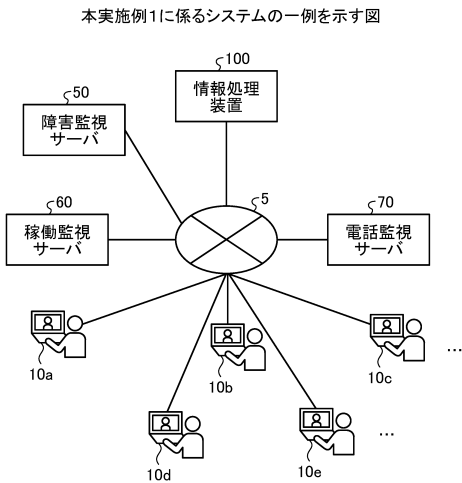 本実施例1に係るシステムの一例を示す図
100
情報処理
装置
50
障害監視
サーバ
5
60
稼働監視
サーバ
70
電話監視
サーバ
10a
10b
10c
…
10d
10e
…